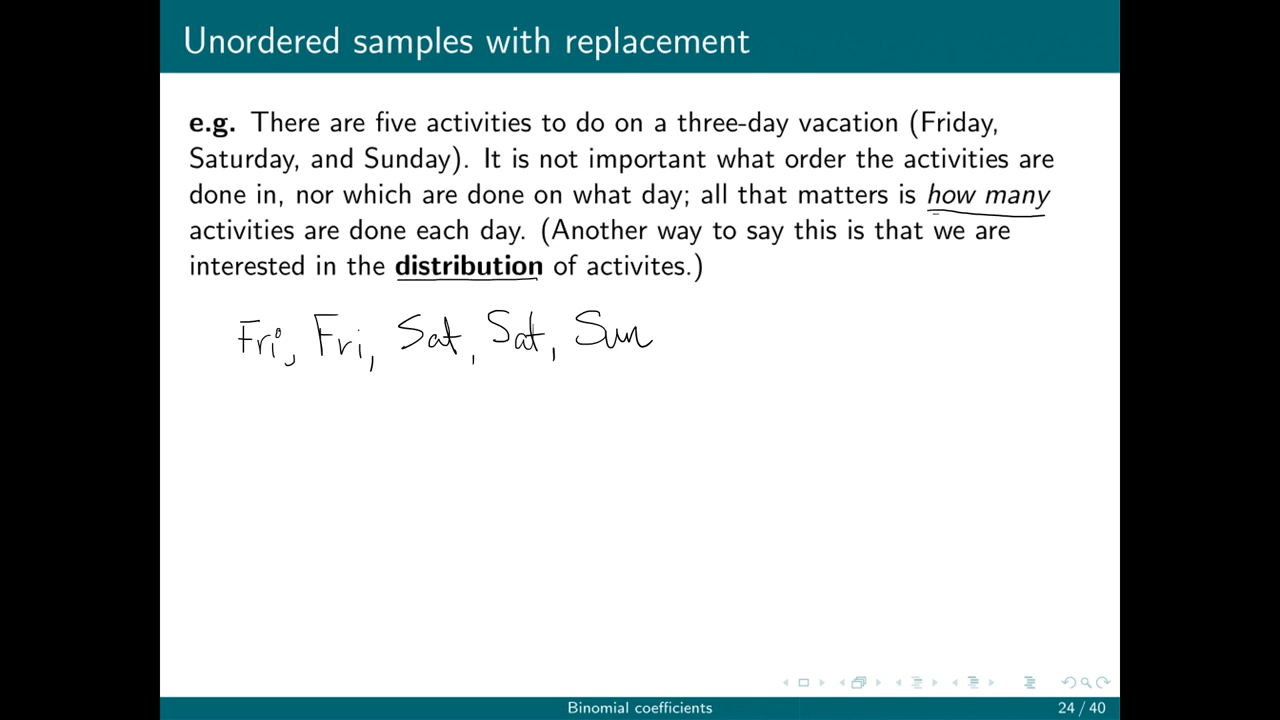 Unordered samples with replacement
e.g. There are five activities to do on a three-day vacation (Friday,
Saturday, and Sunday). It is not important what order the activities are
done in, nor which are done on what day; all that matters is how many
activities are done each day. (Another way to say this is that we are
interested in the distribution of activites.)
Fri, Fri, Sat, Sat, Sun
Binomial coefficients
24 / 40